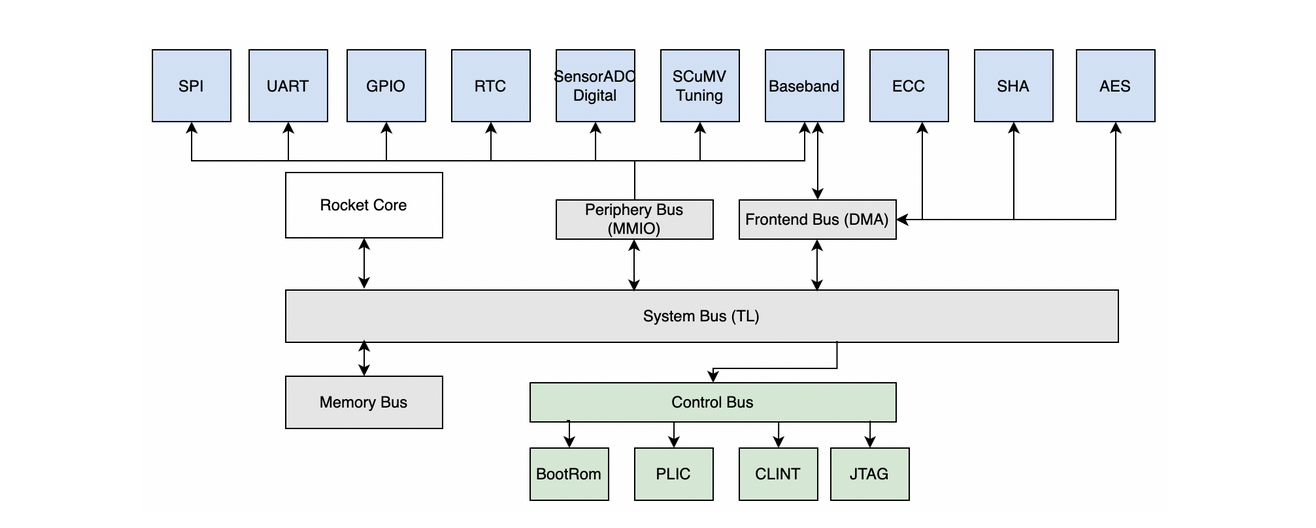 SPI
UART
GPIO
RTC
SensorADC
Digital
SCuMV
Tuning
Baseband
ECC
SHA
AES
Rocket Core
Periphery Bus
(MMIO)
Frontend Bus (DMA)
System Bus (TL)
Memory Bus
Control Bus
BootRom
PLIC
CLINT
JTAG